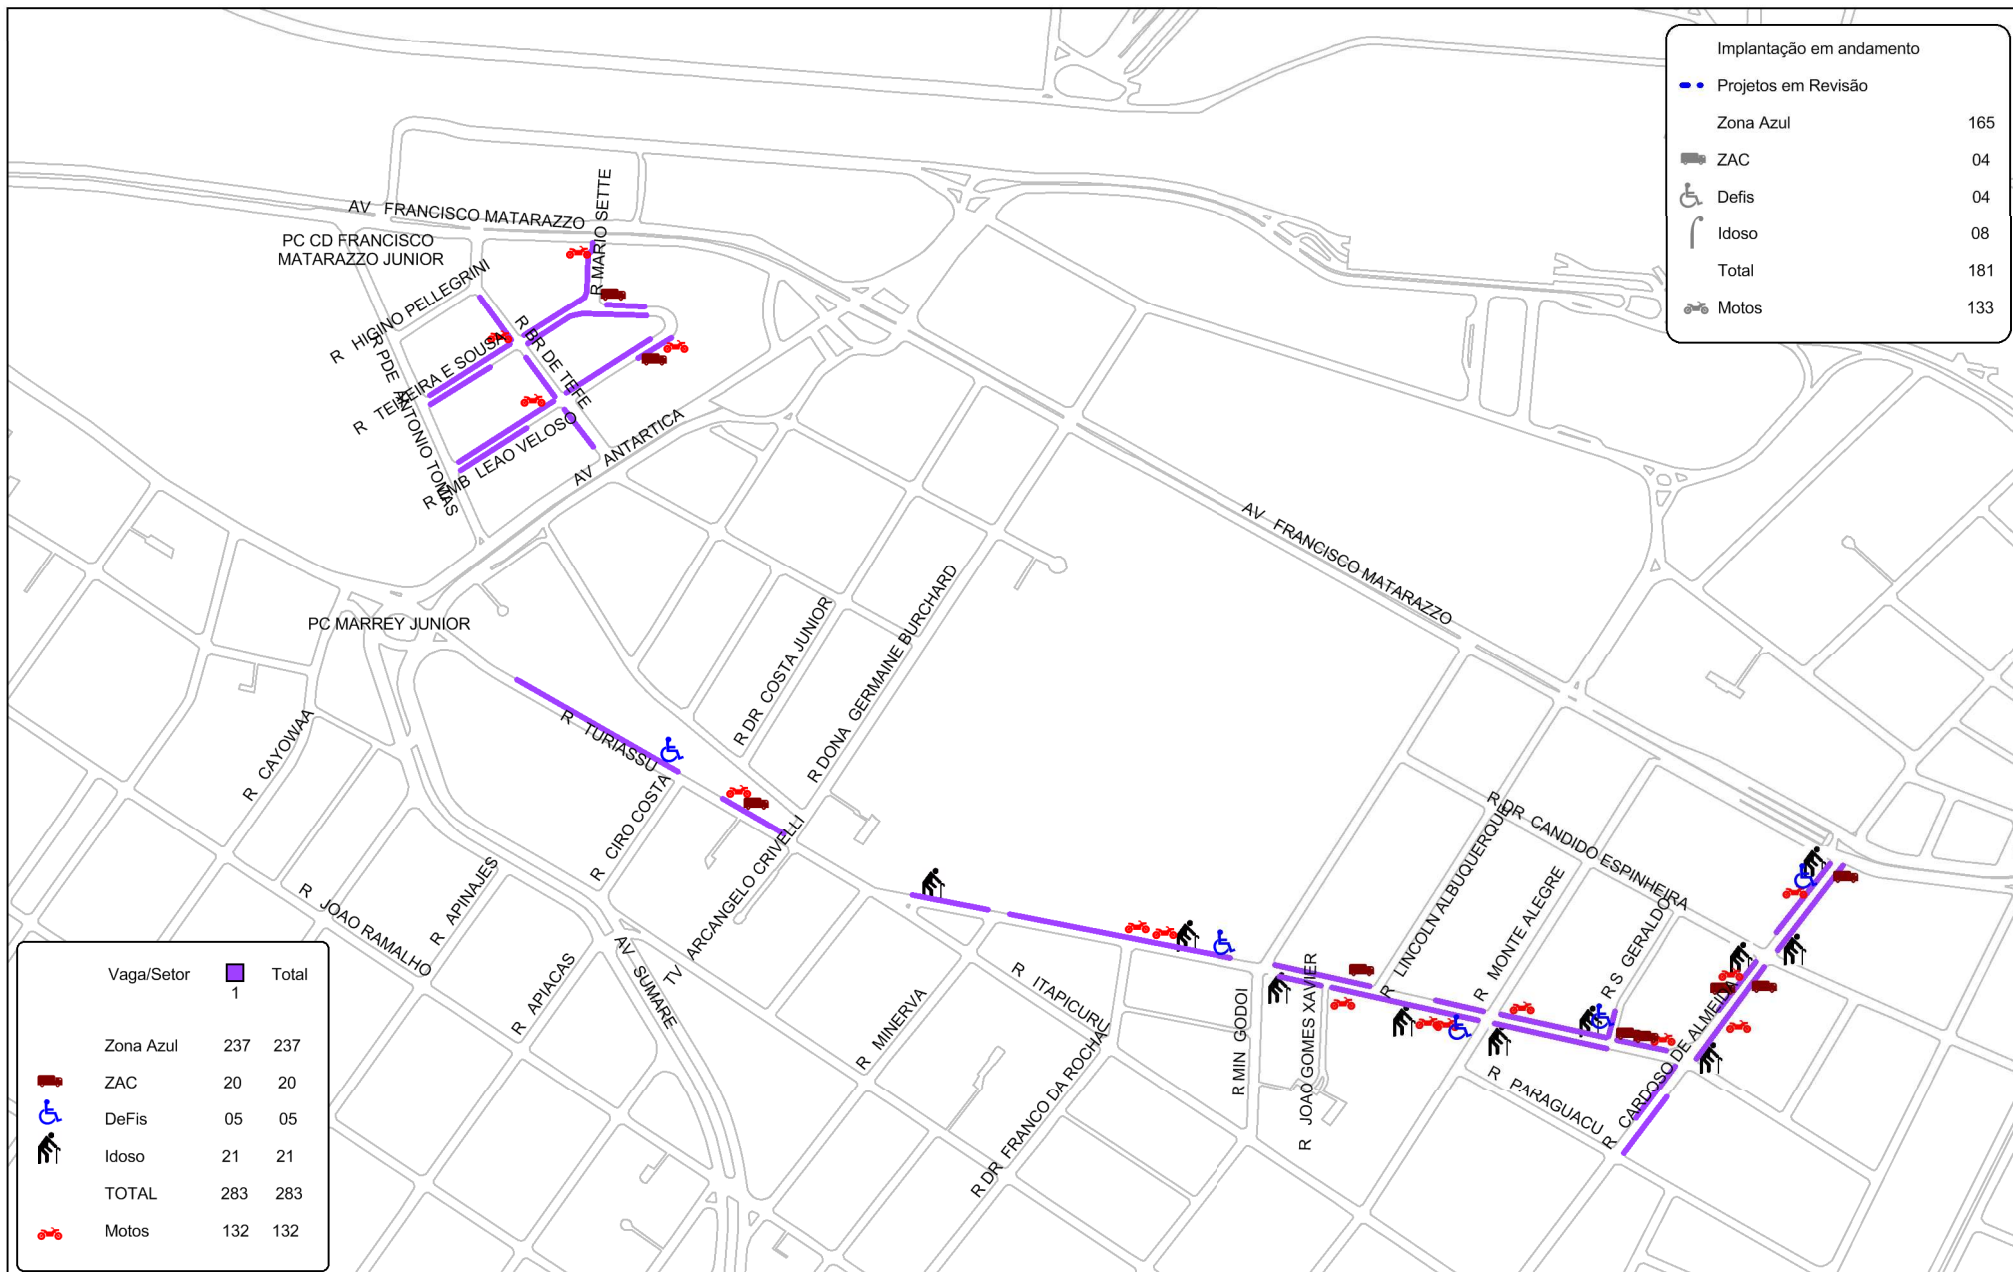 Implantação em andamento
Projetos em Revisão
Zona Azul 165
ZAC 04
Defis 04
Idoso 08
Total 181
Motos 133
AV FRANCISCO MATARAZZO
R MARIO SETTE
PC CD FRANCISCO
MATARAZZO JUNIOR
R HIGINO PELLEGRINI
R BR DE TEFE
R TEIXEIRA E SOUSA
R PDE ANTONIO TOMAS
R EMB LEAO VELOSO
AV ANTARTICA
AV FRANCISCO MATARAZZO
PC MARREY JUNIOR
R DR COSTA JUNIOR
R DONA GERMAINE BURCHARD
R TURIASSU
R CAYOWAA
R CIRO COSTA
TV ARCANGELO CRIVELLI
R DR CANDIDO ESPINHEIRA
R LINCOLN ALBUQUERQUE
R MONTE ALEGRE
R S GERALDO
R JOAO RAMALHO
R APINAJES
R APIACAS
AV SUMARE
R MINERVA
R ITAPICURU
R DR FRANCO DA ROCHA
R MIN GODOI
R JOAO GOMES XAVIER
R PARAGUACU
R CARDOSO DE ALMEIDA
Vaga/Setor 1 Total
Zona Azul 237 237
ZAC 20 20
DeFis 05 05
Idoso 21 21
TOTAL 283 283
Motos 132 132